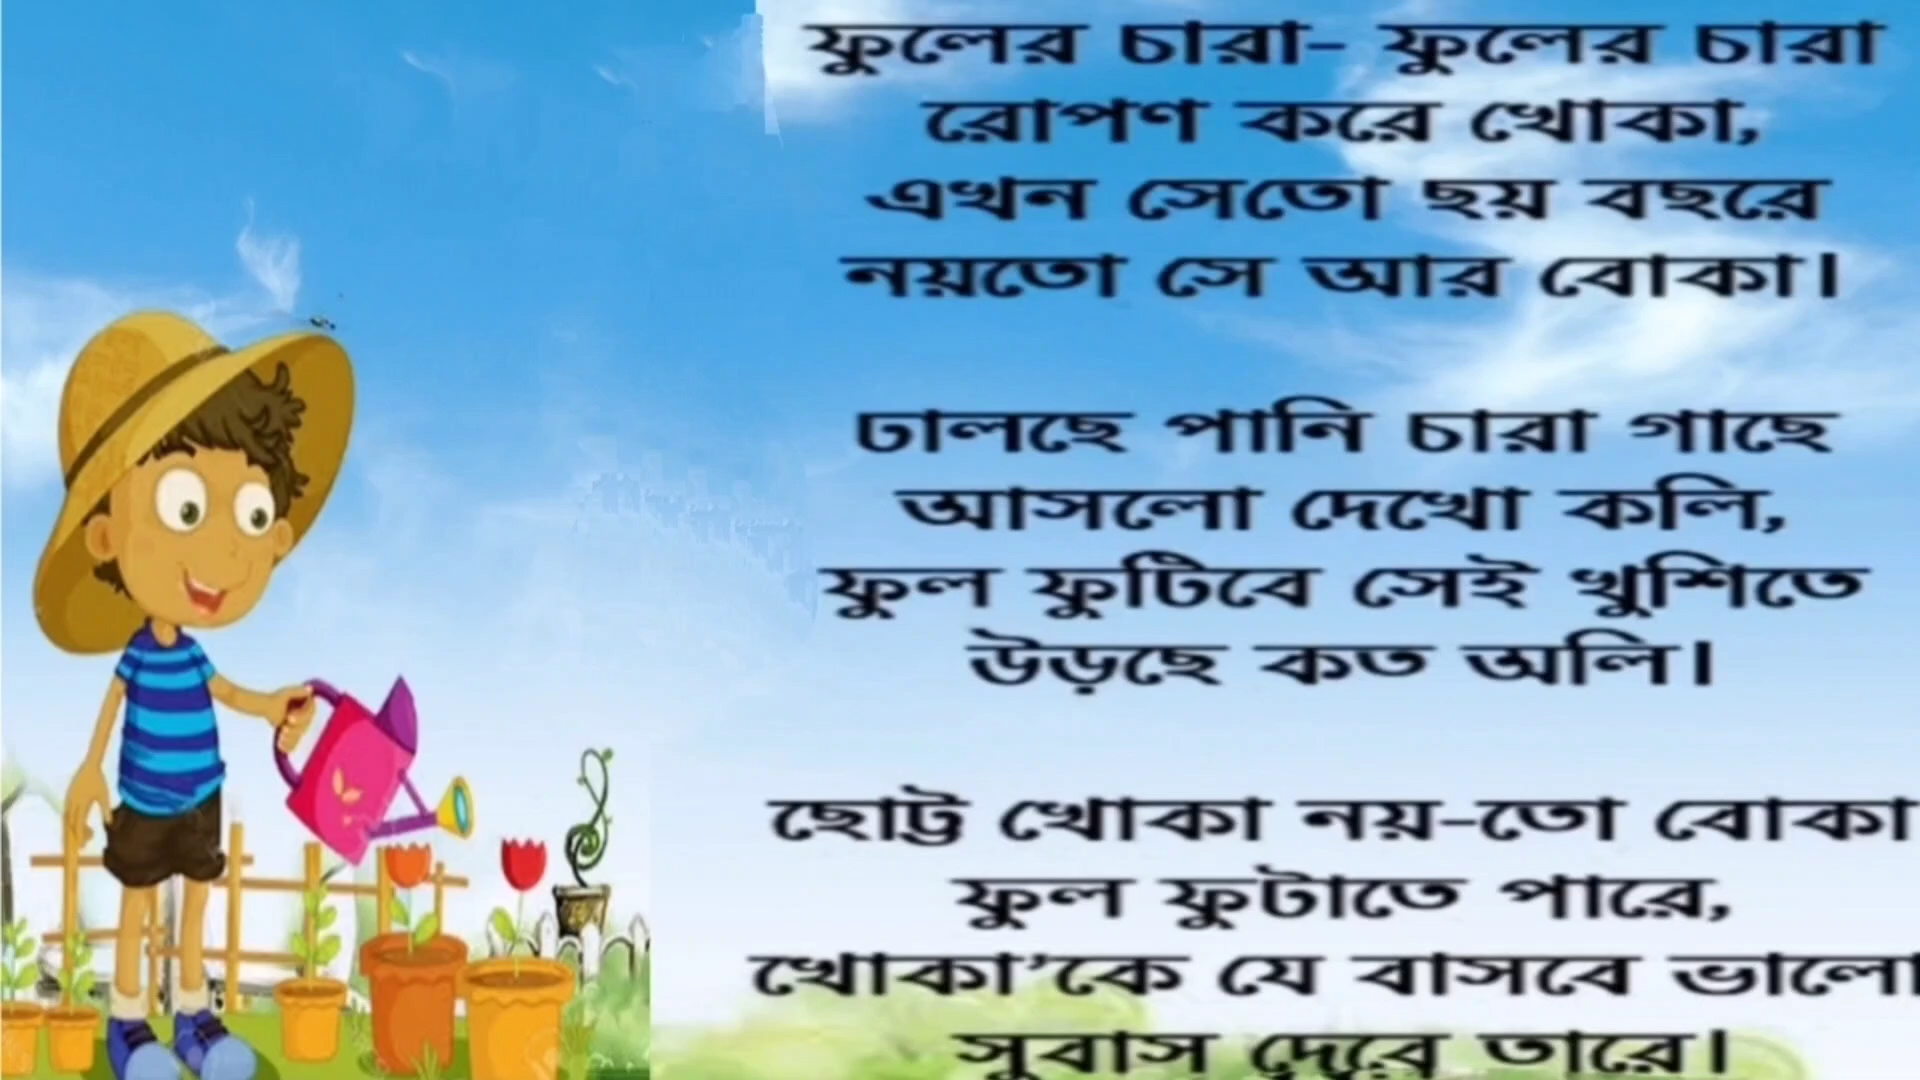 ফুলের চারা- ফুলের চারা
রোপণ করে খোকা,
এখন সেতো ছয় বছরে
নয়তো সে আর বোকা।
ঢালছে পানি চারা গাছে
আসলো দেখো কলি,
ফুল ফুটিবে সেই খুশিতে
উড়ছে কত অলি।
ছোট্ট খোকা নয়-তো বোকা
ফুল ফুটাতে পারে,
খোকা’কে যে বাসবে ভালো
সুবাস দেবে তারে।